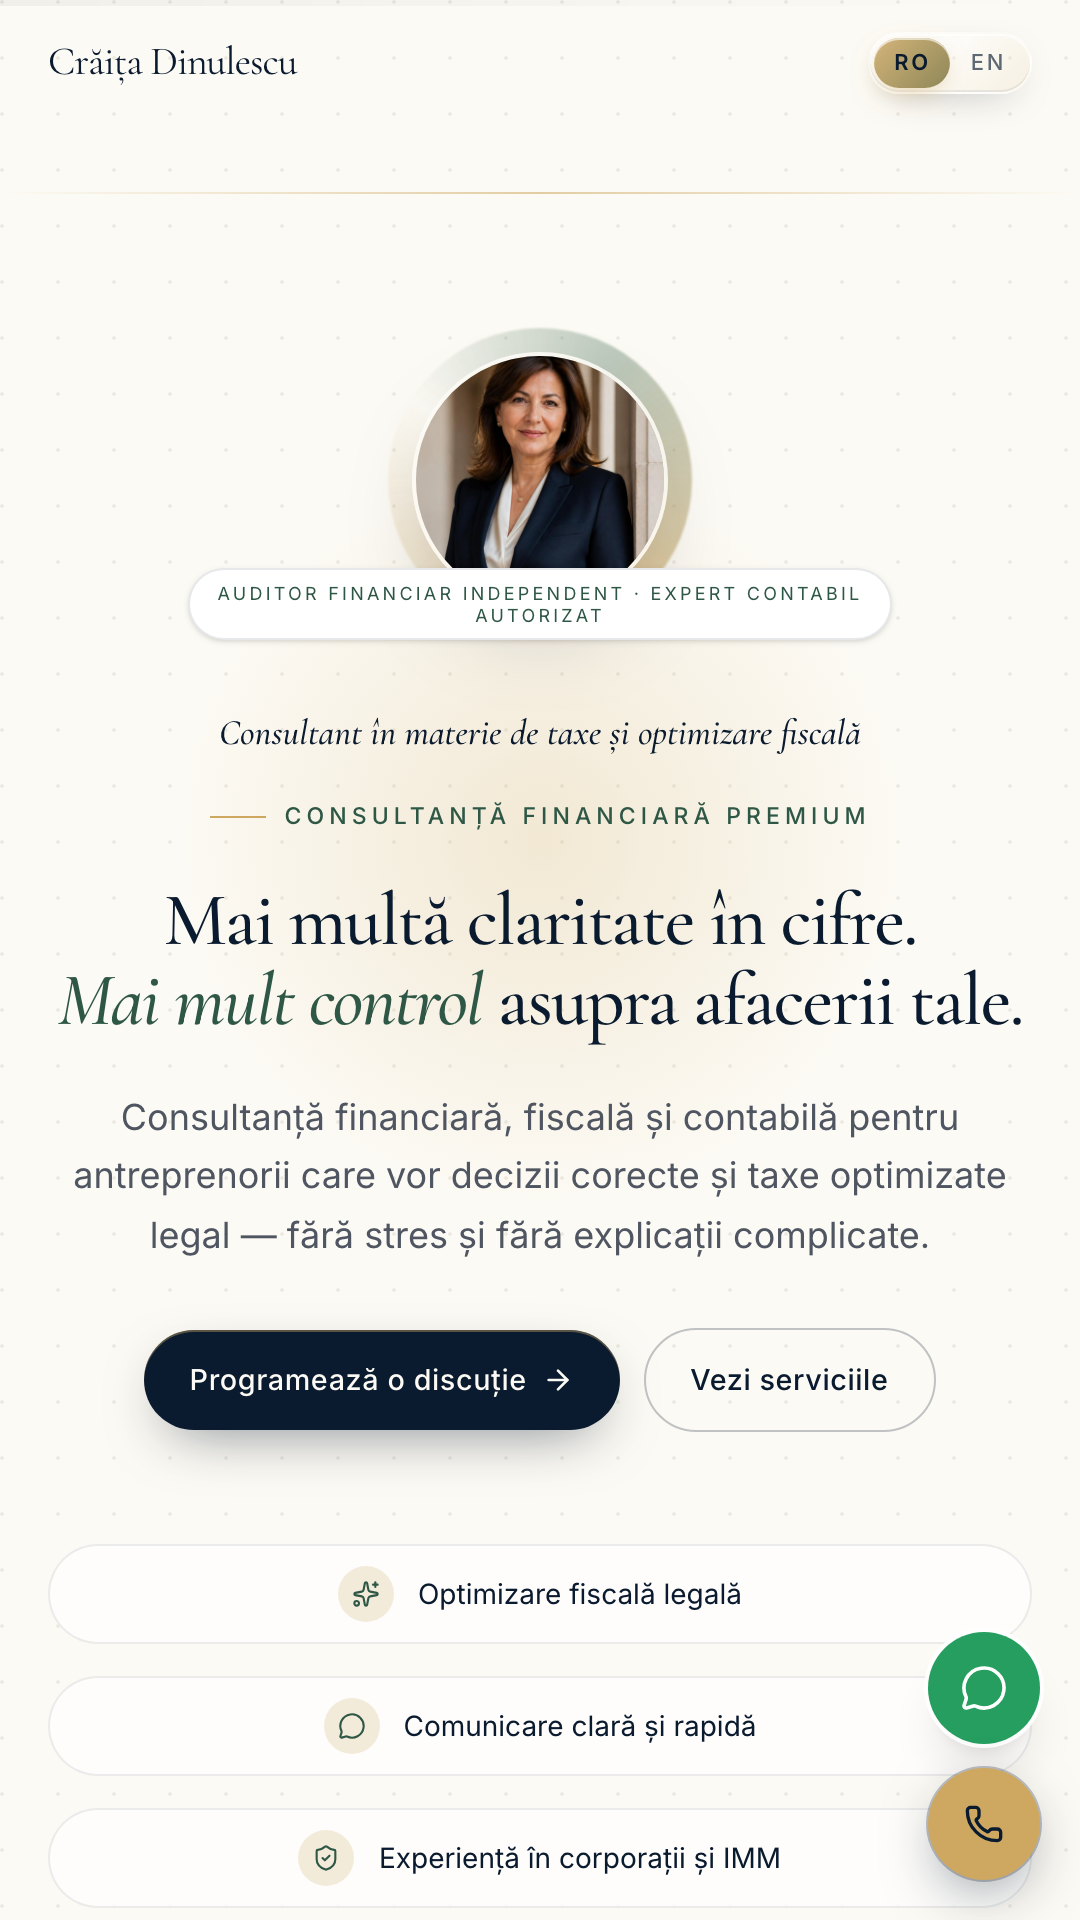 Crăița Dinulescu
RO EN
AUDITOR FINANCIAR INDEPENDENT · EXPERT CONTABIL
AUTORIZAT
Consultant în materie de taxe și optimizare fiscală
CONSULTANȚĂ FINANCIARĂ PREMIUM
Mai multă claritate în cifre.
Mai mult control asupra afacerii tale.
Consultanță financiară, fiscală și contabilă pentru
antreprenorii care vor decizii corecte și taxe optimizate
legal — fără stres și fără explicații complicate.
Programează o discuție
Vezi serviciile
Optimizare fiscală legală
Comunicare clară și rapidă
Experiență în corporații și IMM